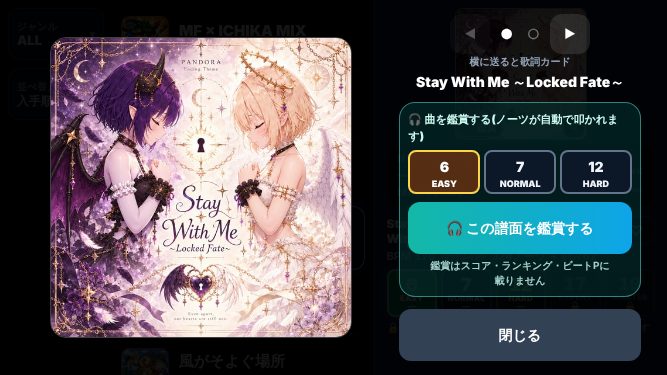 ジャンル
ALL
MF × ICHIKA MIX
PANDORA
Stay
With Me
~Locked Fate~
風がそよぐ場所
横に送ると歌詞カード
Stay With Me ～Locked Fate～
🎧 曲を鑑賞する(ノーツが自動で叩かれま
す)
6
EASY
7
NORMAL
12
HARD
🎧 この譜面を鑑賞する
鑑賞はスコア・ランキング・ビートPに
載りません
閉じる